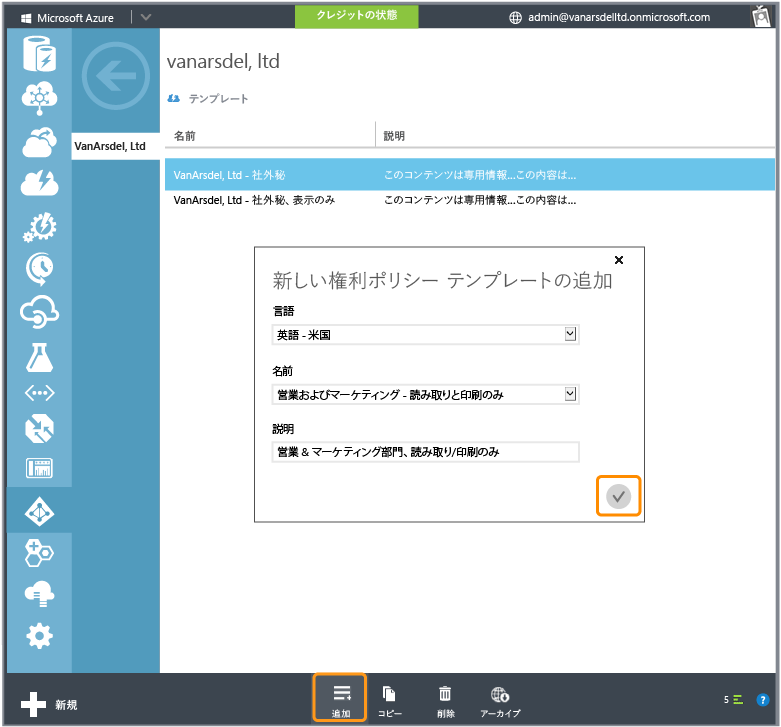 Microsoft Azure
クレジットの状態
admin@vanarsdelltd.onmicrosoft.com
vanarsdel, ltd
テンプレート
VanArsdel, Ltd
名前
説明
VanArsdel, Ltd - 社外秘
このコンテンツは専用情報...この内容は...
VanArsdel, Ltd - 社外秘、表示のみ
このコンテンツは専用情報...この内容は...
新しい権利ポリシー テンプレートの追加
言語
英語 - 米国
名前
営業およびマーケティング - 読み取りと印刷のみ
説明
営業 & マーケティング部門、読み取り/印刷のみ
新規
追加
コピー
削除
アーカイブ
5
?